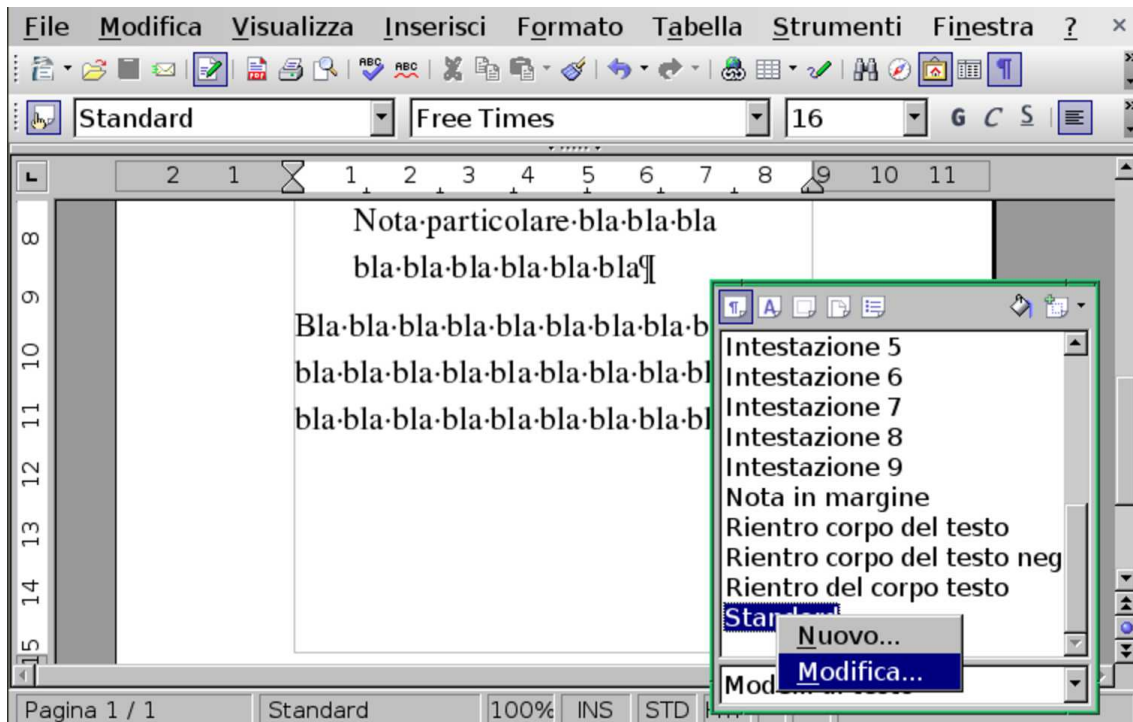 File Modifica Visualizza Inserisci Formato Tabella Strumenti Finestra ? ×
ABC ABC
Standard Free Times 16 G C S
2 1 1 2 3 4 5 6 7 8 9 10 11
8
9
10
11
12
13
14
15
Nota·particolare·bla·bla·bla
bla·bla·bla·bla·bla·bla¶
Bla·bla·bla·bla·bla·bla·bla·b
bla·bla·bla·bla·bla·bla·bla·bl
bla·bla·bla·bla·bla·bla·bla·bl
Intestazione 5
Intestazione 6
Intestazione 7
Intestazione 8
Intestazione 9
Nota in margine
Rientro corpo del testo
Rientro corpo del testo neg
Rientro del corpo testo
Standard
Nuovo...
Modifica...
Pagina 1 / 1 Standard 100% INS STD